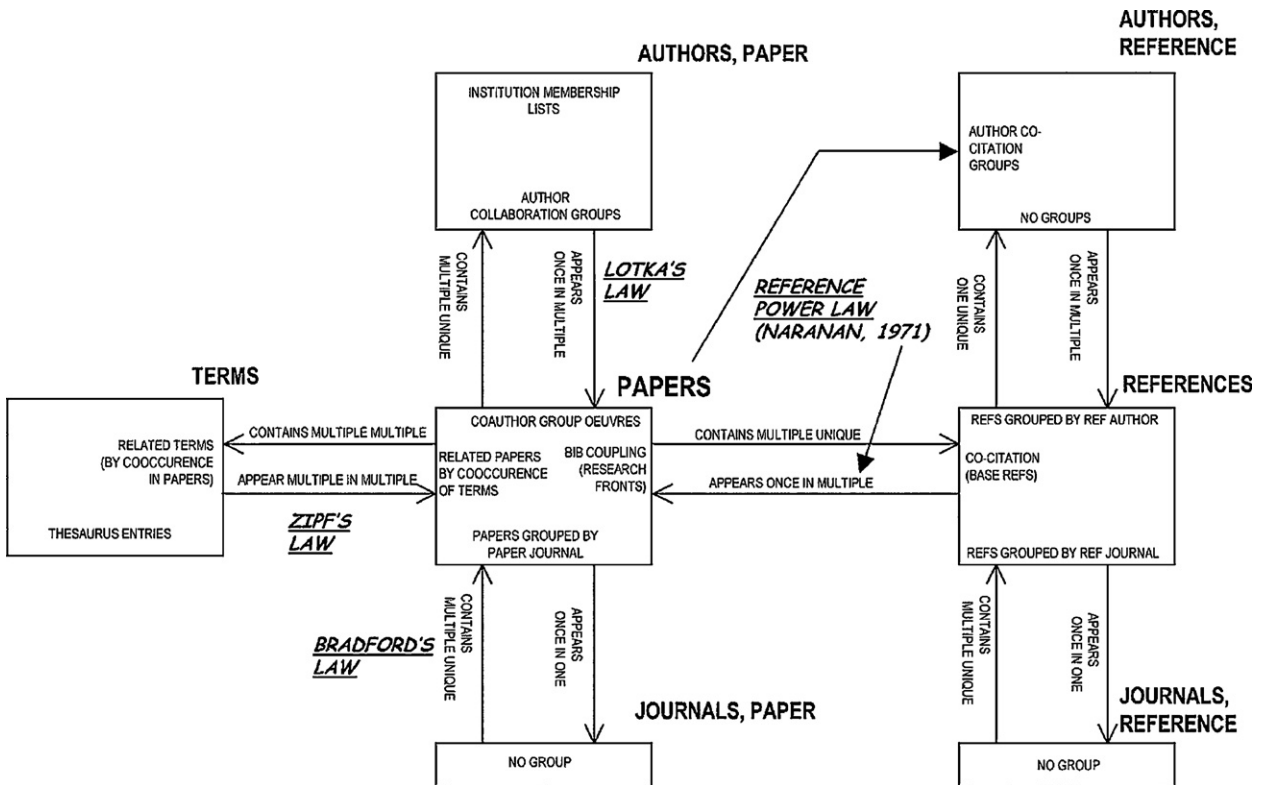 AUTHORS,
REFERENCE
AUTHORS, PAPER
INSTITUTION MEMBERSHIP
LISTS
AUTHOR
COLLABORATION GROUPS
AUTHOR CO-
CITATION
GROUPS
NO GROUPS
CONTAINS
MULTIPLE UNIQUE
APPEARS
ONCE IN MULTIPLE
LOTKA'S
LAW
REFERENCE
POWER LAW
(NARANAN, 1971)
CONTAINS
ONE UNIQUE
APPEARS
ONCE IN MULTIPLE
TERMS
PAPERS
REFERENCES
RELATED TERMS
(BY COOCCURENCE
IN PAPERS)
THESAURUS ENTRIES
CONTAINS MULTIPLE MULTIPLE
APPEAR MULTIPLE IN MULTIPLE
ZIPF'S
LAW
COAUTHOR GROUP OEUVRES
RELATED PAPERS
BY COOCCURENCE
OF TERMS
BIB COUPLING
(RESEARCH
FRONTS)
PAPERS GROUPED BY
PAPER JOURNAL
CONTAINS MULTIPLE UNIQUE
APPEARS ONCE IN MULTIPLE
REFS GROUPED BY REF AUTHOR
CO-CITATION
(BASE REFS)
REFS GROUPED BY REF JOURNAL
BRADFORD'S
LAW
CONTAINS
MULTIPLE UNIQUE
APPEARS
ONCE IN ONE
CONTAINS
MULTIPLE UNIQUE
APPEARS
ONCE IN ONE
JOURNALS, PAPER
JOURNALS,
REFERENCE
NO GROUP
NO GROUP